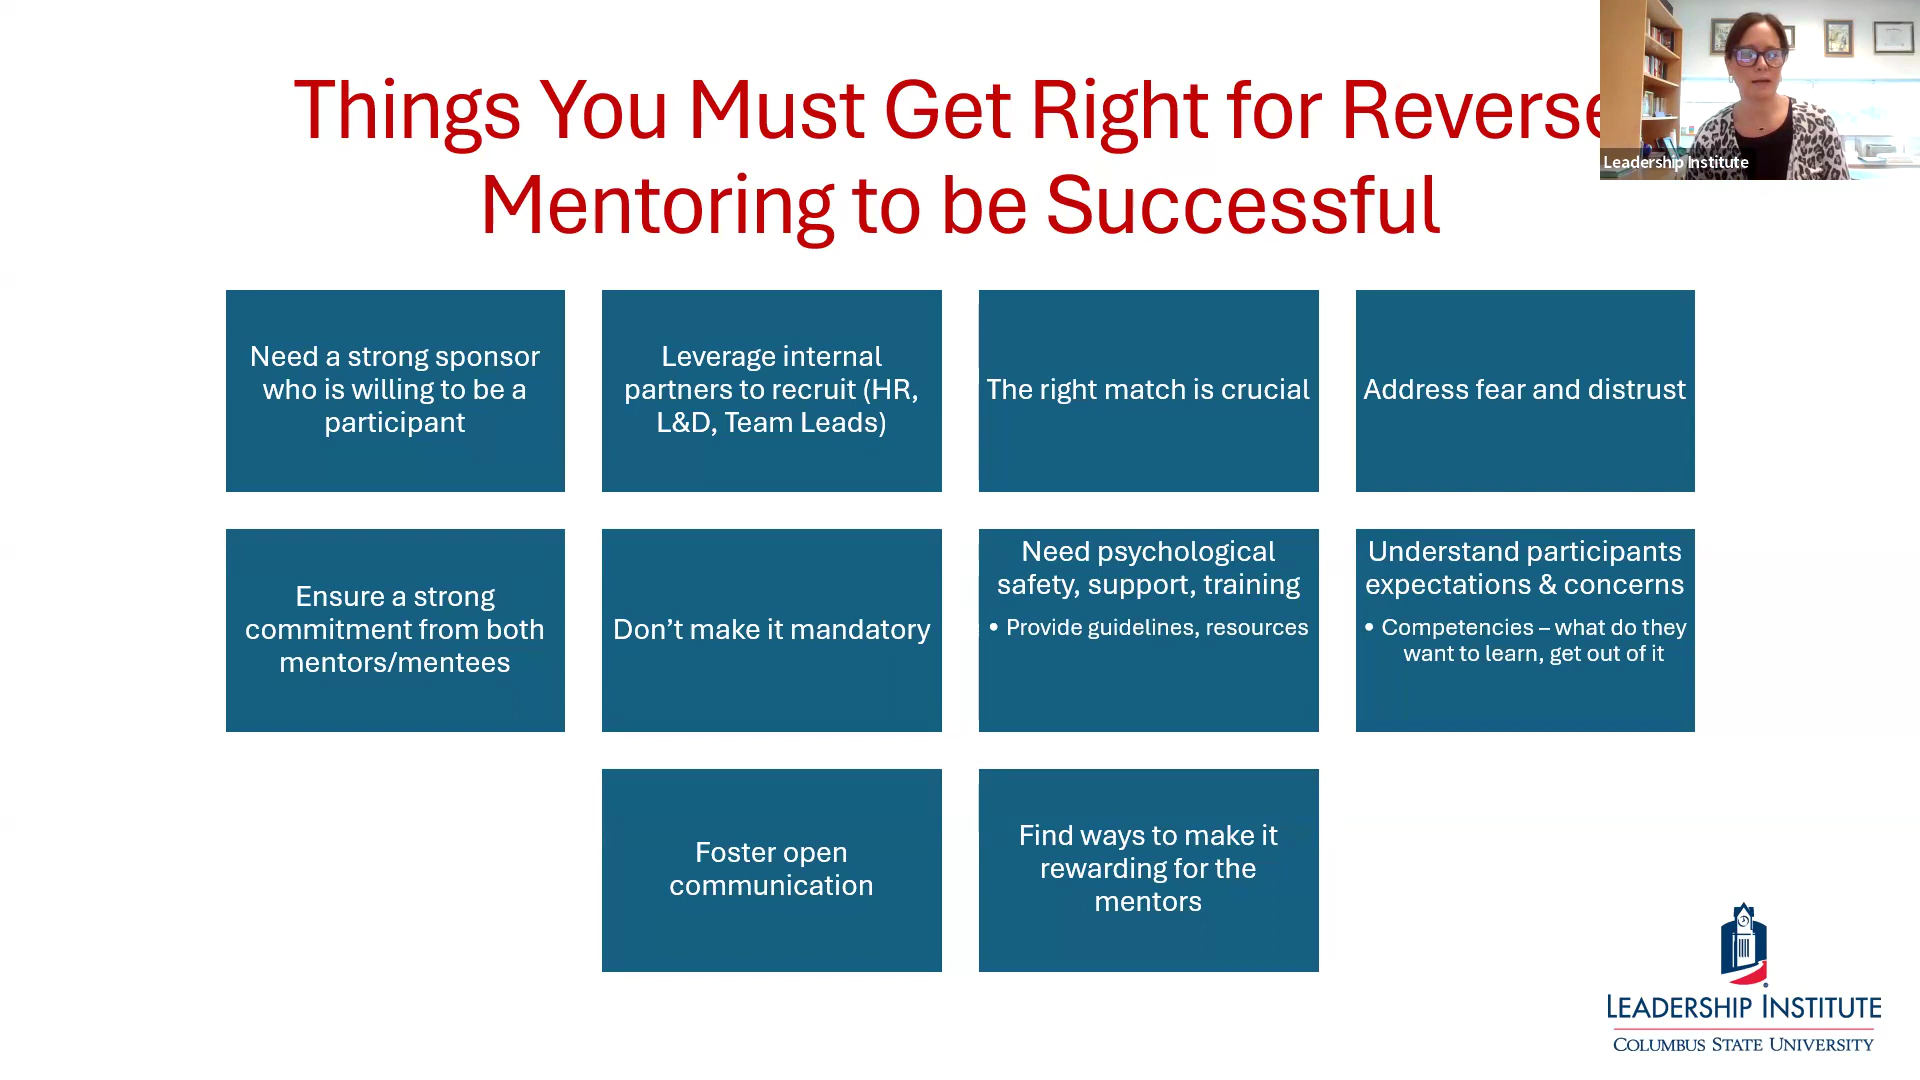 Things You Must Get Right for Reverse
Mentoring to be Successful
Leadership Institute
Need a strong sponsor
who is willing to be a
participant
Leverage internal
partners to recruit (HR,
L&D, Team Leads)
The right match is crucial
Address fear and distrust
Ensure a strong
commitment from both
mentors/mentees
Don’t make it mandatory
Need psychological
safety, support, training
• Provide guidelines, resources
Understand participants
expectations & concerns
• Competencies – what do they
want to learn, get out of it
Foster open
communication
Find ways to make it
rewarding for the
mentors
LEADERSHIP INSTITUTE
COLUMBUS STATE UNIVERSITY